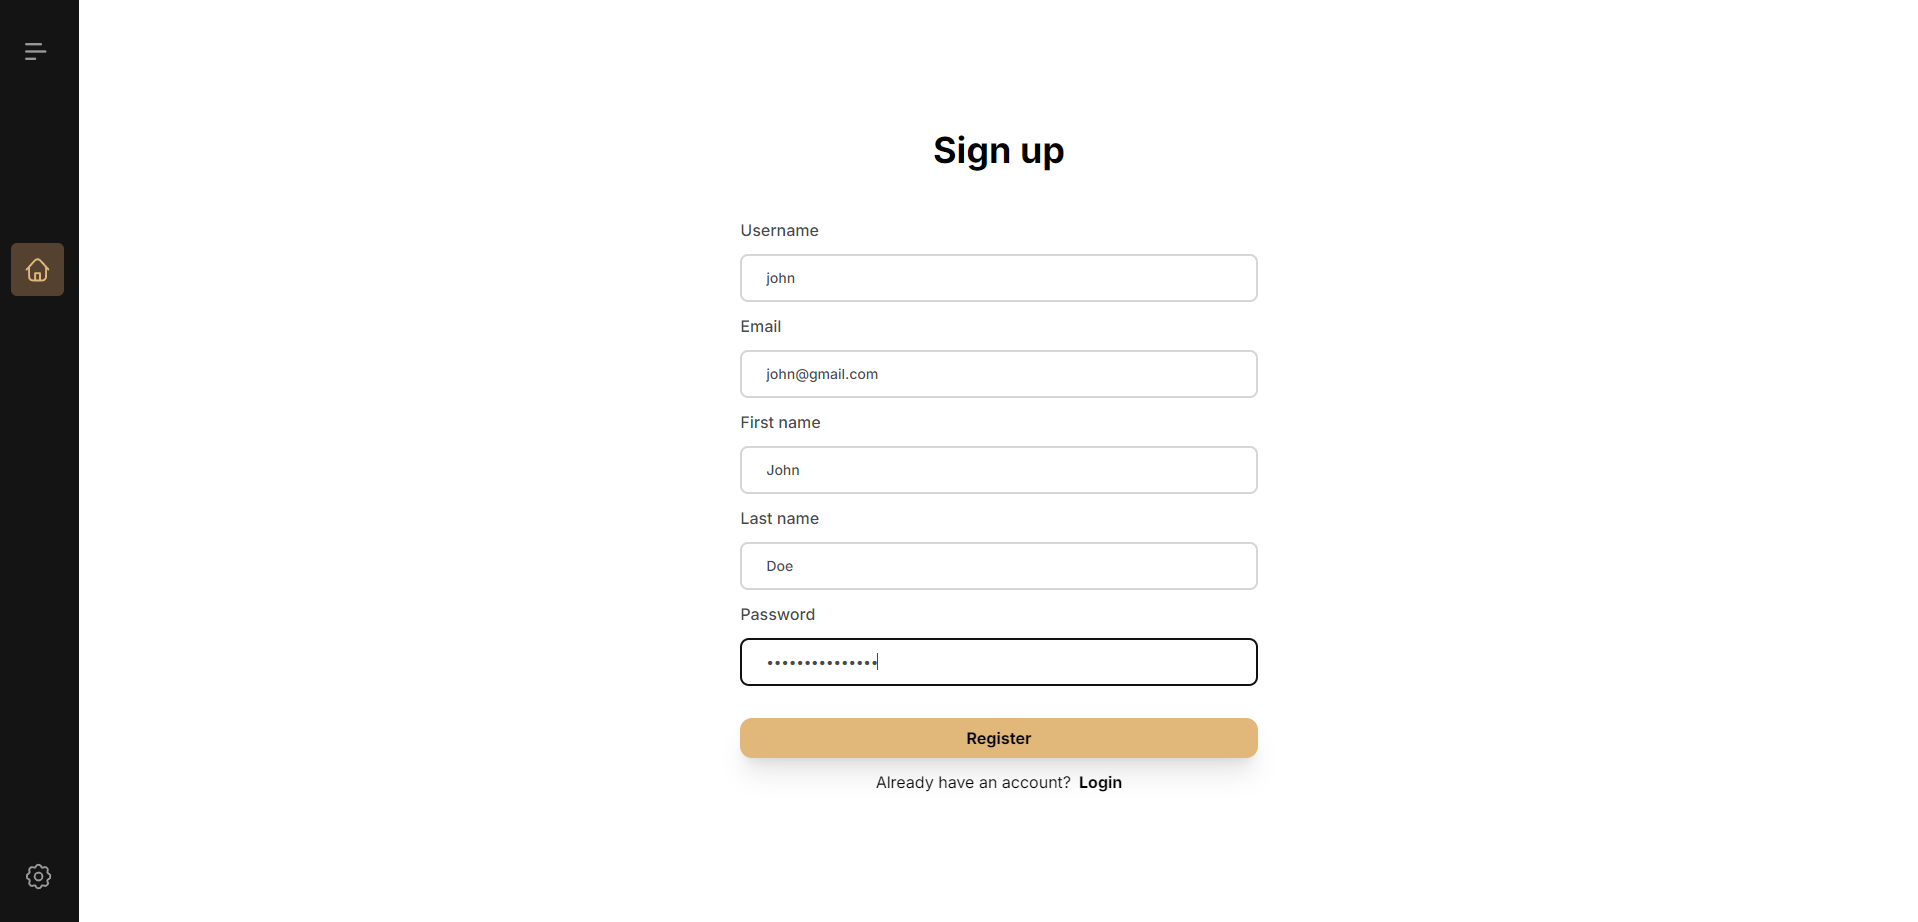 Sign up
Username
john
Email
john@gmail.com
First name
John
Last name
Doe
Password
•••••••••••••••
Register
Already have an account? Login